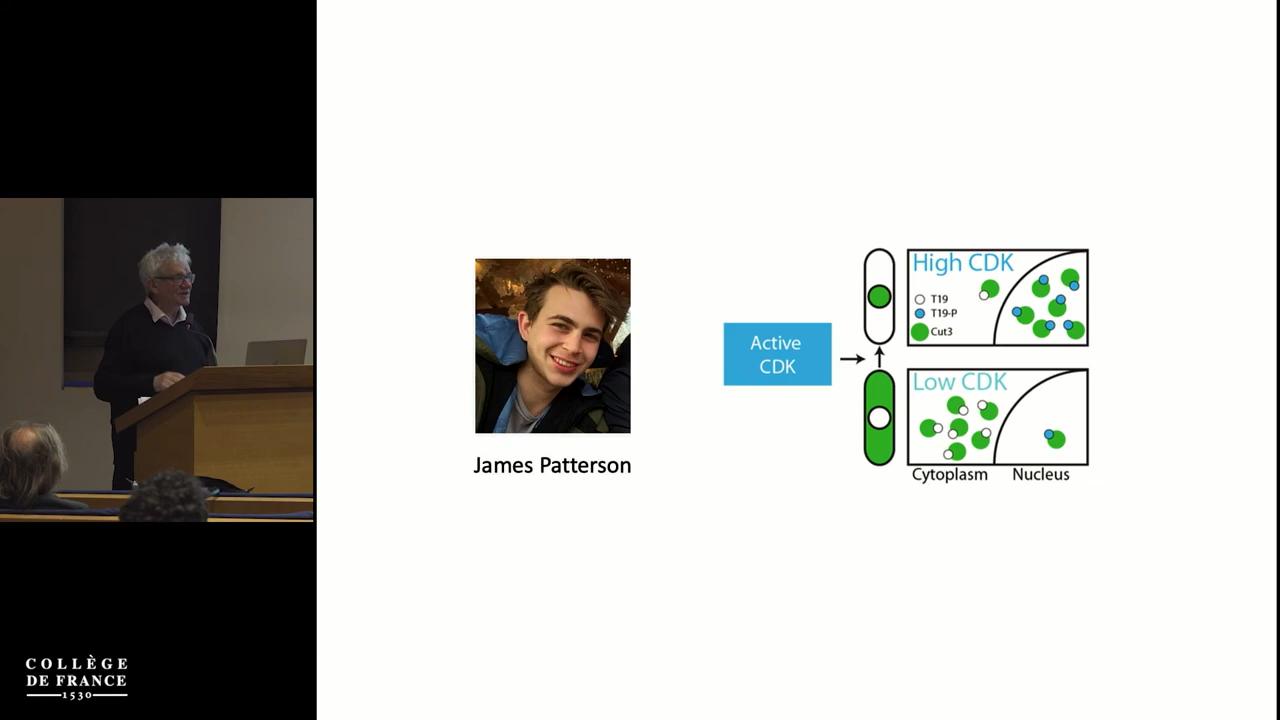 James Patterson
Active
CDK
High CDK
T19
T19-P
Cut3
Low CDK
Cytoplasm
Nucleus
COLLÈGE
DE FRANCE
1530